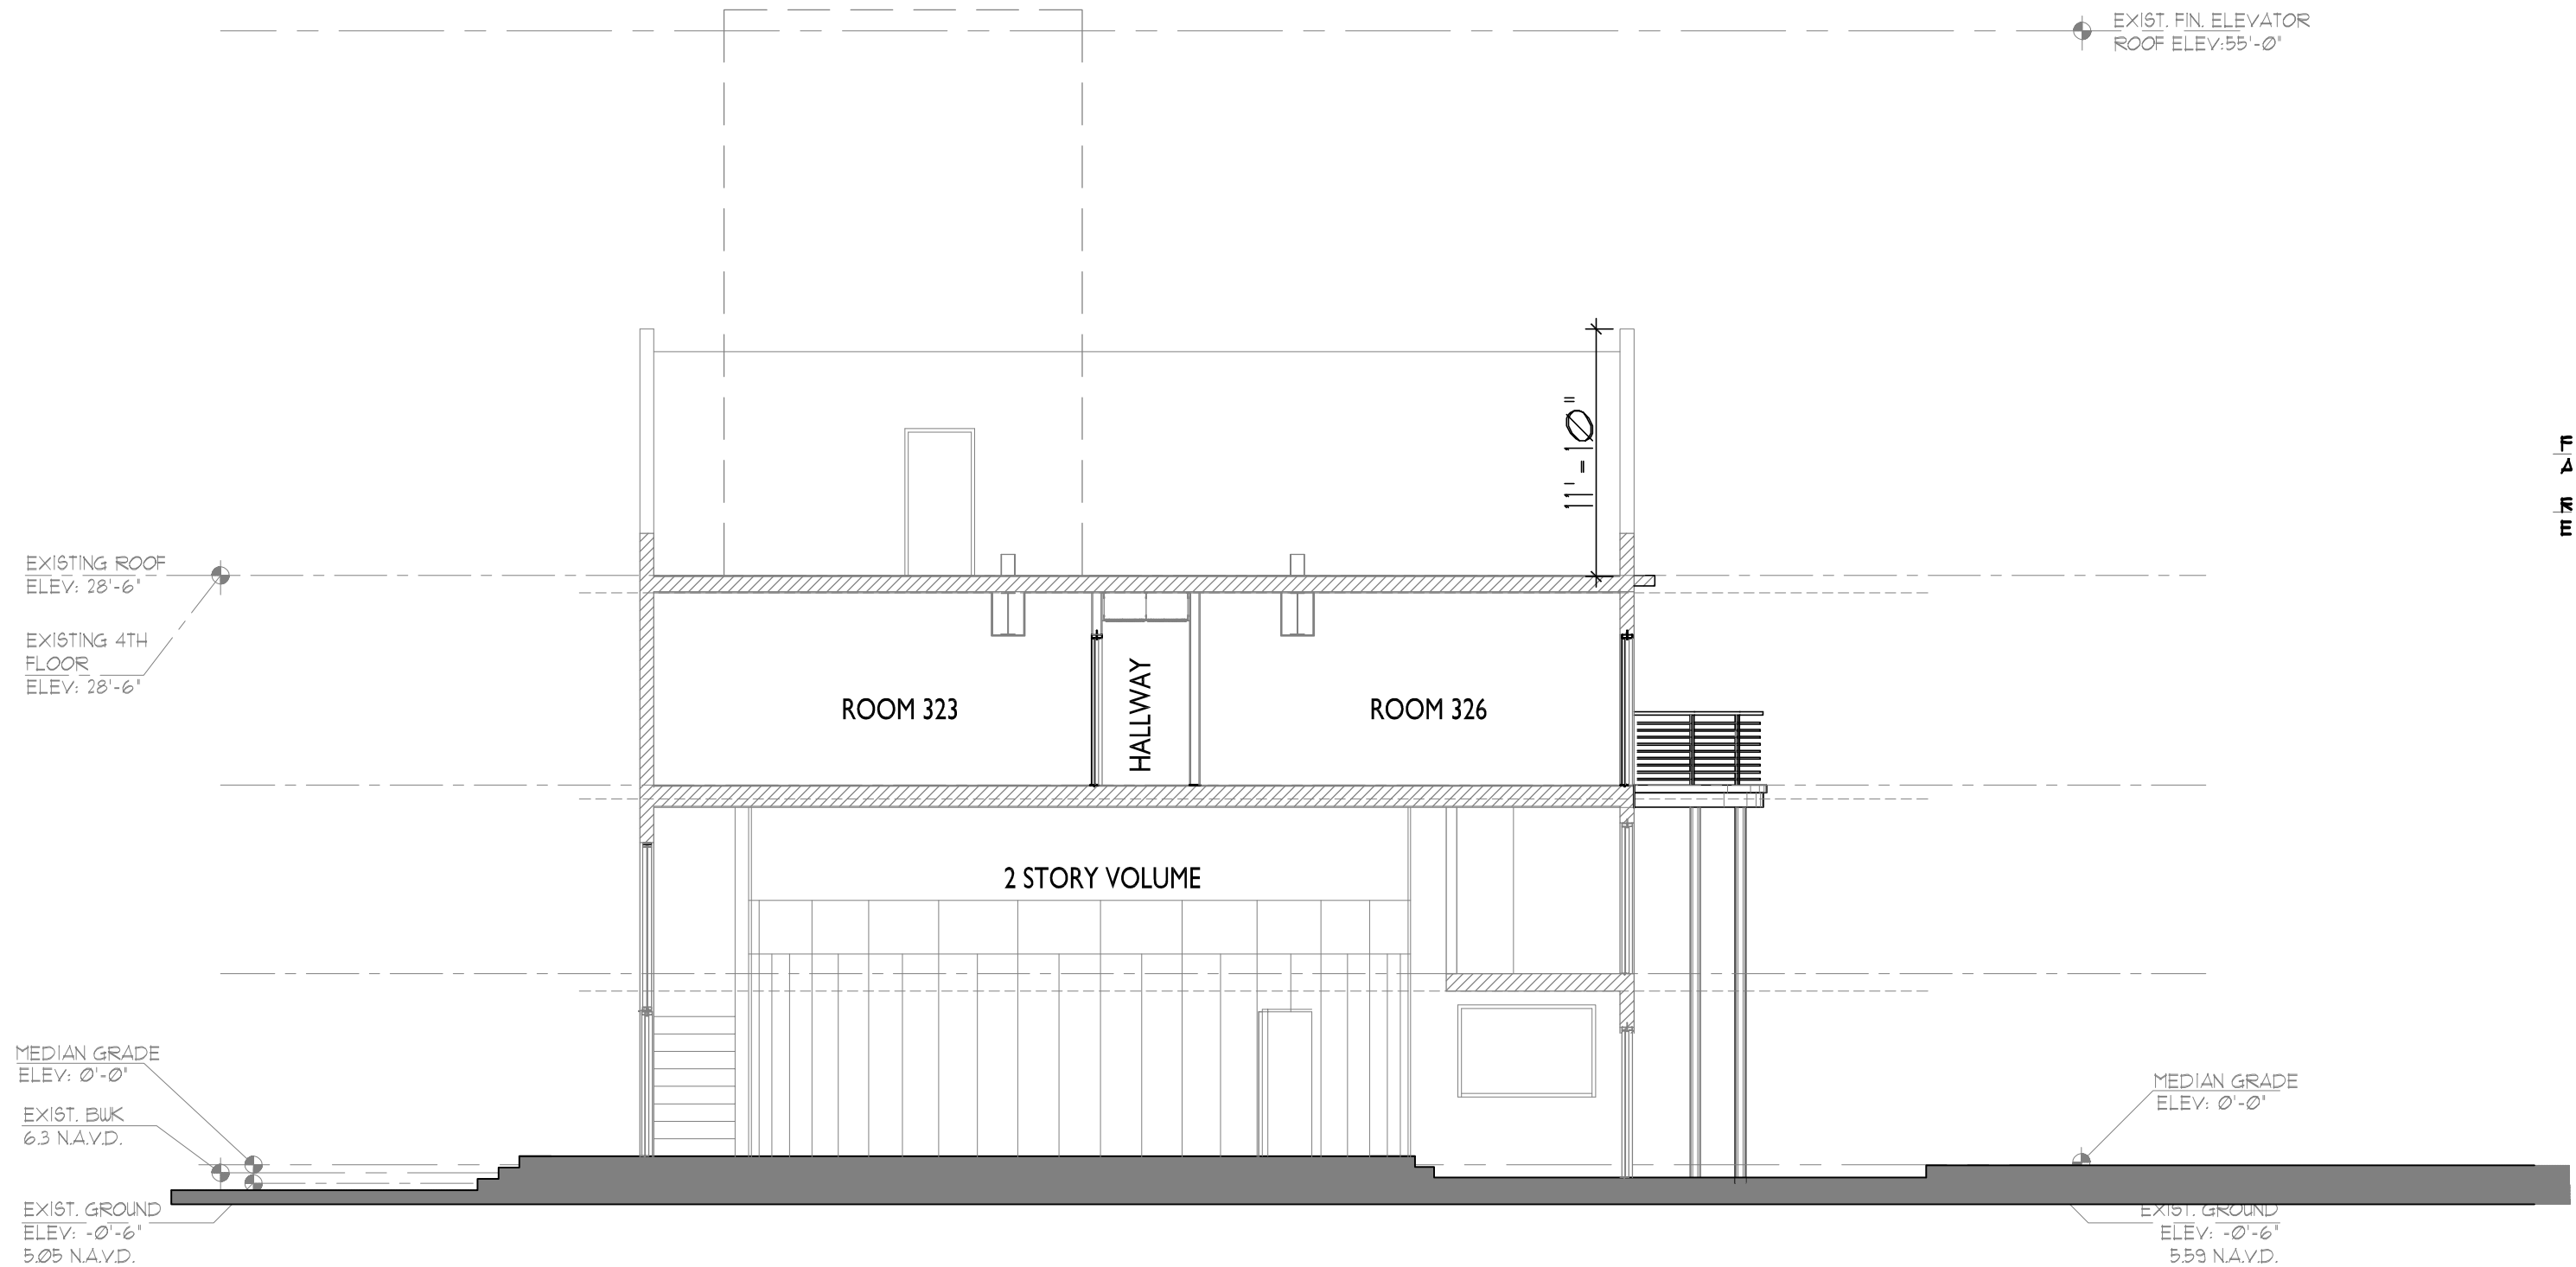 EXIST. FIN. ELEVATOR
ROOF ELEV:55'-0"
11'-10"
EXISTING ROOF
ELEV: 28'-6"
EXISTING 4TH
FLOOR
ELEV: 28'-6"
ROOM 323
HALLWAY
ROOM 326
2 STORY VOLUME
MEDIAN GRADE
ELEV: 0'-0"
EXIST. BWK
6.3 N.A.V.D.
EXIST. GROUND
ELEV: -0'-6"
5.05 N.A.V.D.
MEDIAN GRADE
ELEV: 0'-0"
EXIST. GROUND
ELEV: -0'-6"
5.59 N.A.V.D.
F
A
R
E